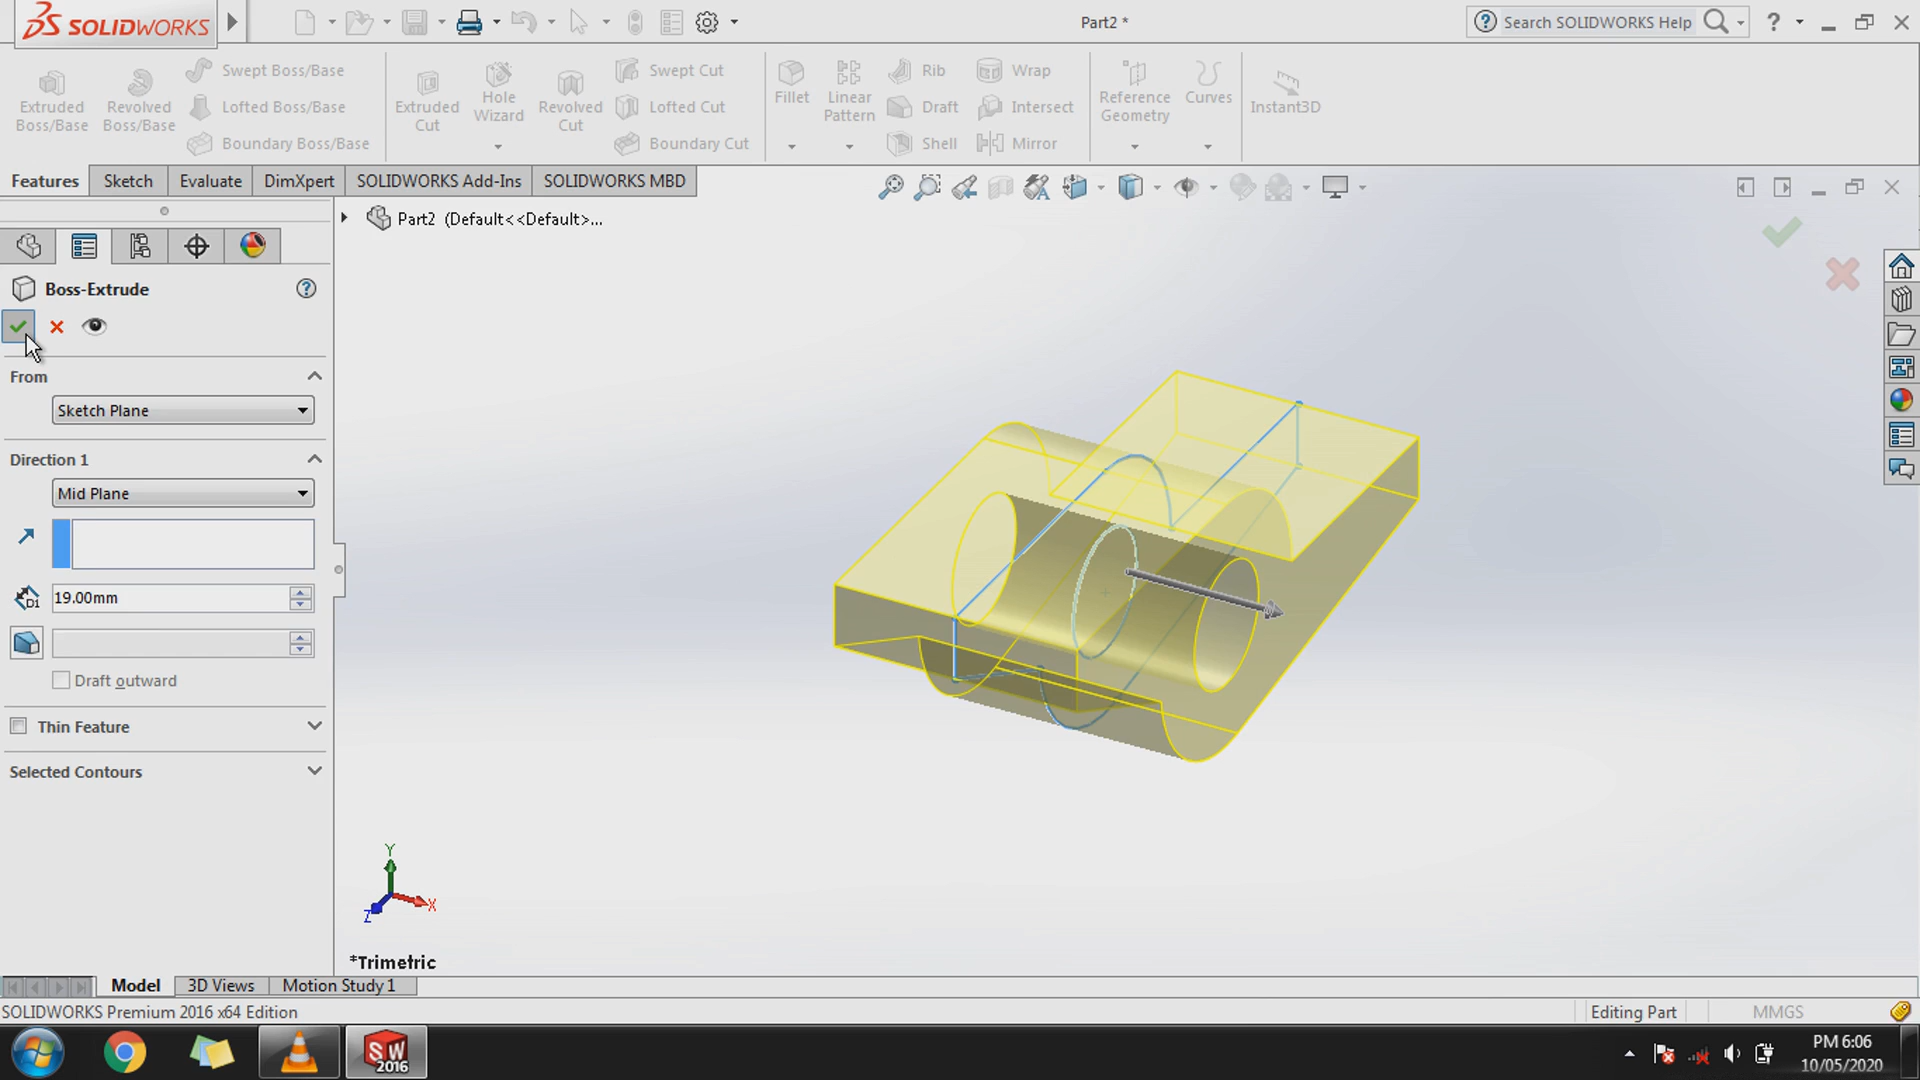 SOLIDWORKS
Part2 *
Search SOLIDWORKS Help
?
Extruded Boss/Base
Revolved Boss/Base
Swept Boss/Base
Lofted Boss/Base
Boundary Boss/Base
Extruded Cut
Hole Wizard
Revolved Cut
Swept Cut
Lofted Cut
Boundary Cut
Fillet
Linear Pattern
Rib
Draft
Shell
Wrap
Intersect
Mirror
Reference Geometry
Curves
Instant3D
Features
Sketch
Evaluate
DimXpert
SOLIDWORKS Add-Ins
SOLIDWORKS MBD
Part2 (Default<<Default>...
Boss-Extrude
?
From
Sketch Plane
Direction 1
Mid Plane
D1
19.00mm
Draft outward
Thin Feature
Selected Contours
Y
X
Z
*Trimetric
Model
3D Views
Motion Study 1
SOLIDWORKS Premium 2016 x64 Edition
Editing Part
MMGS
SW
2016
PM 6:06
10/05/2020